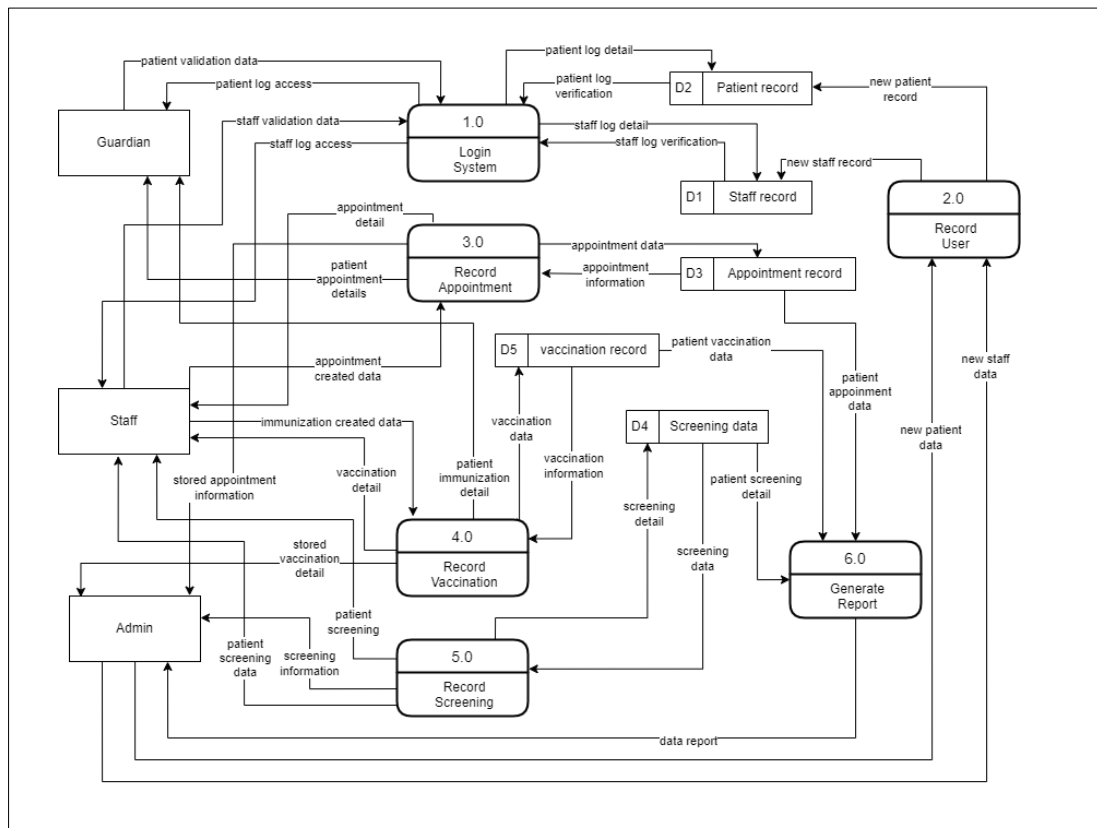 patient log detail
patient validation data
patient log access
patient log
verification
D2
Patient record
new patient
record
1.0
Login
System
Guardian
staff validation data
staff log access
staff log detail
staff log verification
new staff record
D1
Staff record
2.0
Record
User
appointment
detail
3.0
Record
Appointment
appointment data
appointment
information
D3
Appointment record
patient
appointment
details
D5
vaccination record
patient vaccination
data
appointment
created data
new staff
data
patient
appoinment
data
Staff
immunization created data
vaccination
data
D4
Screening data
new patient
data
vaccination
detail
patient
immunization
detail
vaccination
information
stored appointment
information
patient screening
detail
screening
detail
4.0
Record
Vaccination
stored
vaccination
detail
screening
data
6.0
Generate
Report
Admin
patient
screening
patient
screening
data
screening
information
5.0
Record
Screening
data report